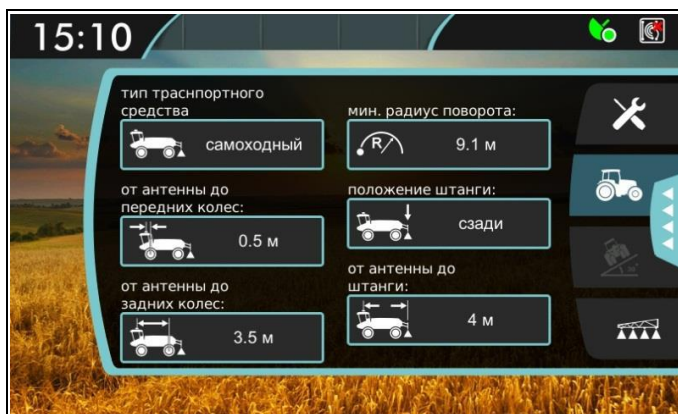 15:10
тип траснпортного
средства
самоходный
мин. радиус поворота:
R
9.1 м
от антенны до
передних колес:
0.5 м
положение штанги:
сзади
от антенны до
задних колес:
3.5 м
от антенны до
штанги:
4 м